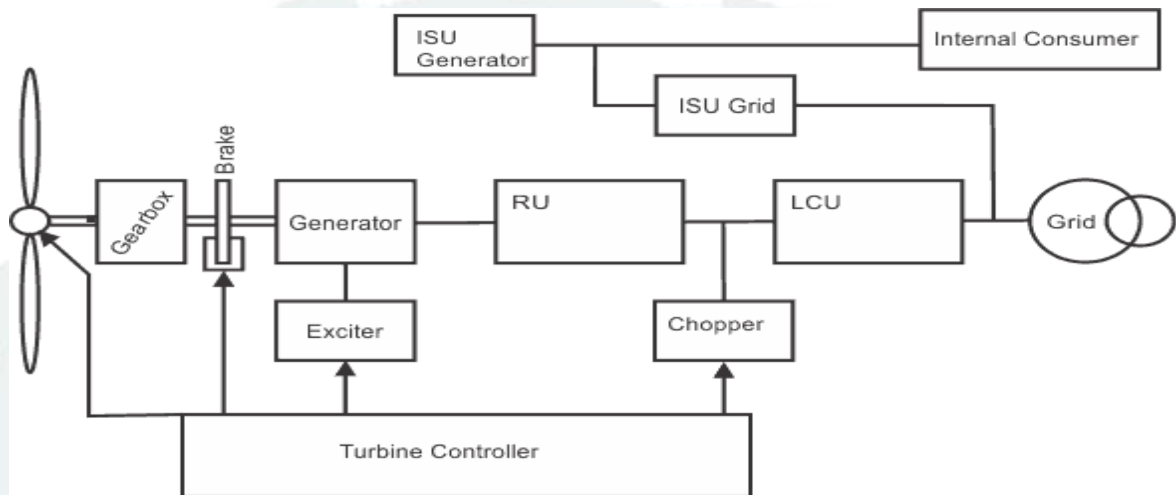 ISU
Generator
Internal Consumer
ISU Grid
Brake
Gearbox
Generator
RU
LCU
Grid
Exciter
Chopper
Turbine Controller